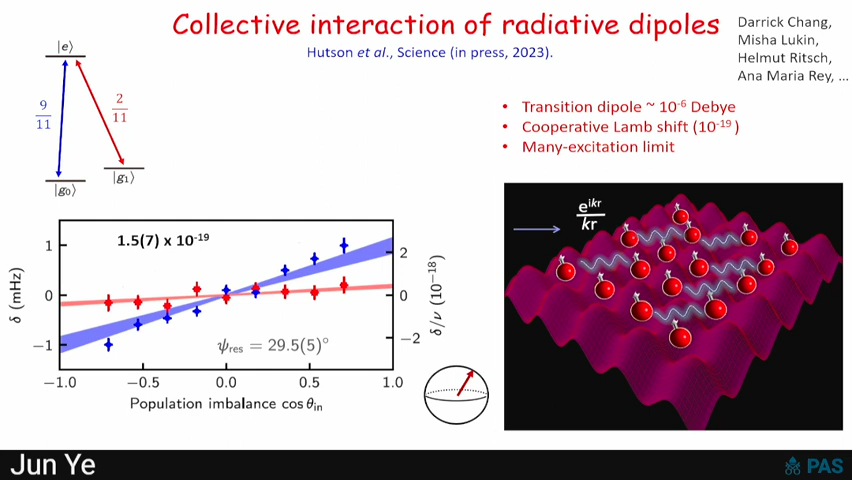 Collective interaction of radiative dipoles
Hutson et al., Science (in press, 2023).
Darrick Chang,
Misha Lukin,
Helmut Ritsch,
Ana Maria Rey, ...
|e⟩
9/11
2/11
|g₀⟩
|g₁⟩
• Transition dipole ~ 10⁻⁶ Debye
• Cooperative Lamb shift (10⁻¹⁹)
• Many-excitation limit
e^{ikr}/kr
1.5(7) x 10⁻¹⁹
ψ_res = 29.5(5)°
δ (mHz)
1
0
−1
δ/ν (10⁻¹⁸)
2
0
−2
−1.0 −0.5 0.0 0.5 1.0
Population imbalance cos θ_in
Jun Ye
PAS